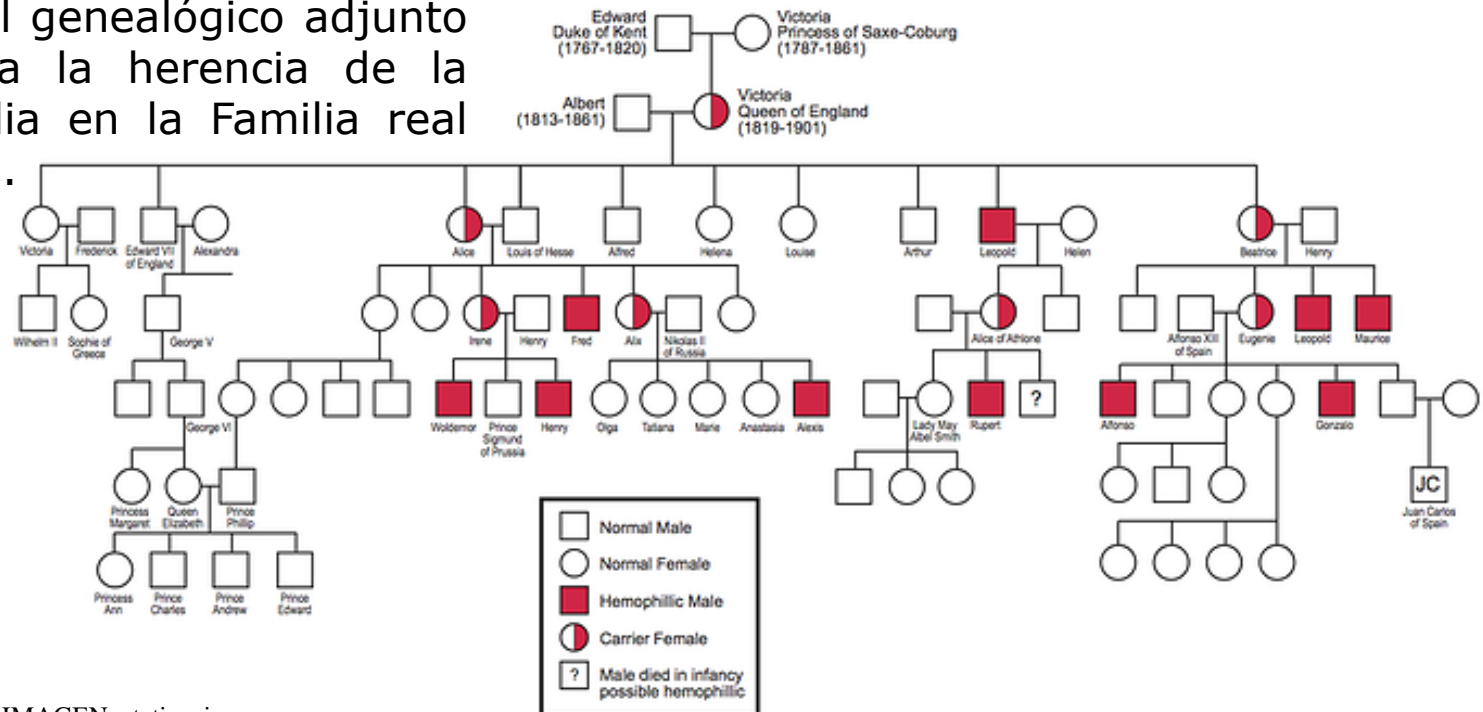 l genealógico adjunto
a la herencia de la
lia en la Familia real
.
Edward
Duke of Kent
(1767-1820)
Victoria
Princess of Saxe-Coburg
(1787-1861)
Albert
(1813-1861)
Victoria
Queen of England
(1819-1901)
Victoria
Frederick
Edward VII
of England
Alexandra
Alice
Louis of Hesse
Alfred
Helena
Louise
Arthur
Leopold
Helen
Beatrice
Henry
Wilhelm II
Sophie of
Greece
George V
Irene
Henry
Fred
Alix
Nikolas II
of Russia
Alice of Athlone
Alfonso XIII
of Spain
Eugenie
Leopold
Maurice
George VI
Woldemor
Prince
Sigmund
of Prussia
Henry
Olga
Tatiana
Marie
Anastasia
Alexis
Lady May
Abel Smith
Rupert
?
Alfonso
Gonzalo
Princess
Margaret
Queen
Elizabeth
Prince
Phillip
JC
Juan Carlos
of Spain
Princess
Ann
Prince
Charles
Prince
Andrew
Prince
Edward
Normal Male
Normal Female
Hemophillic Male
Carrier Female
?
Male died in infancy
possible hemophillic